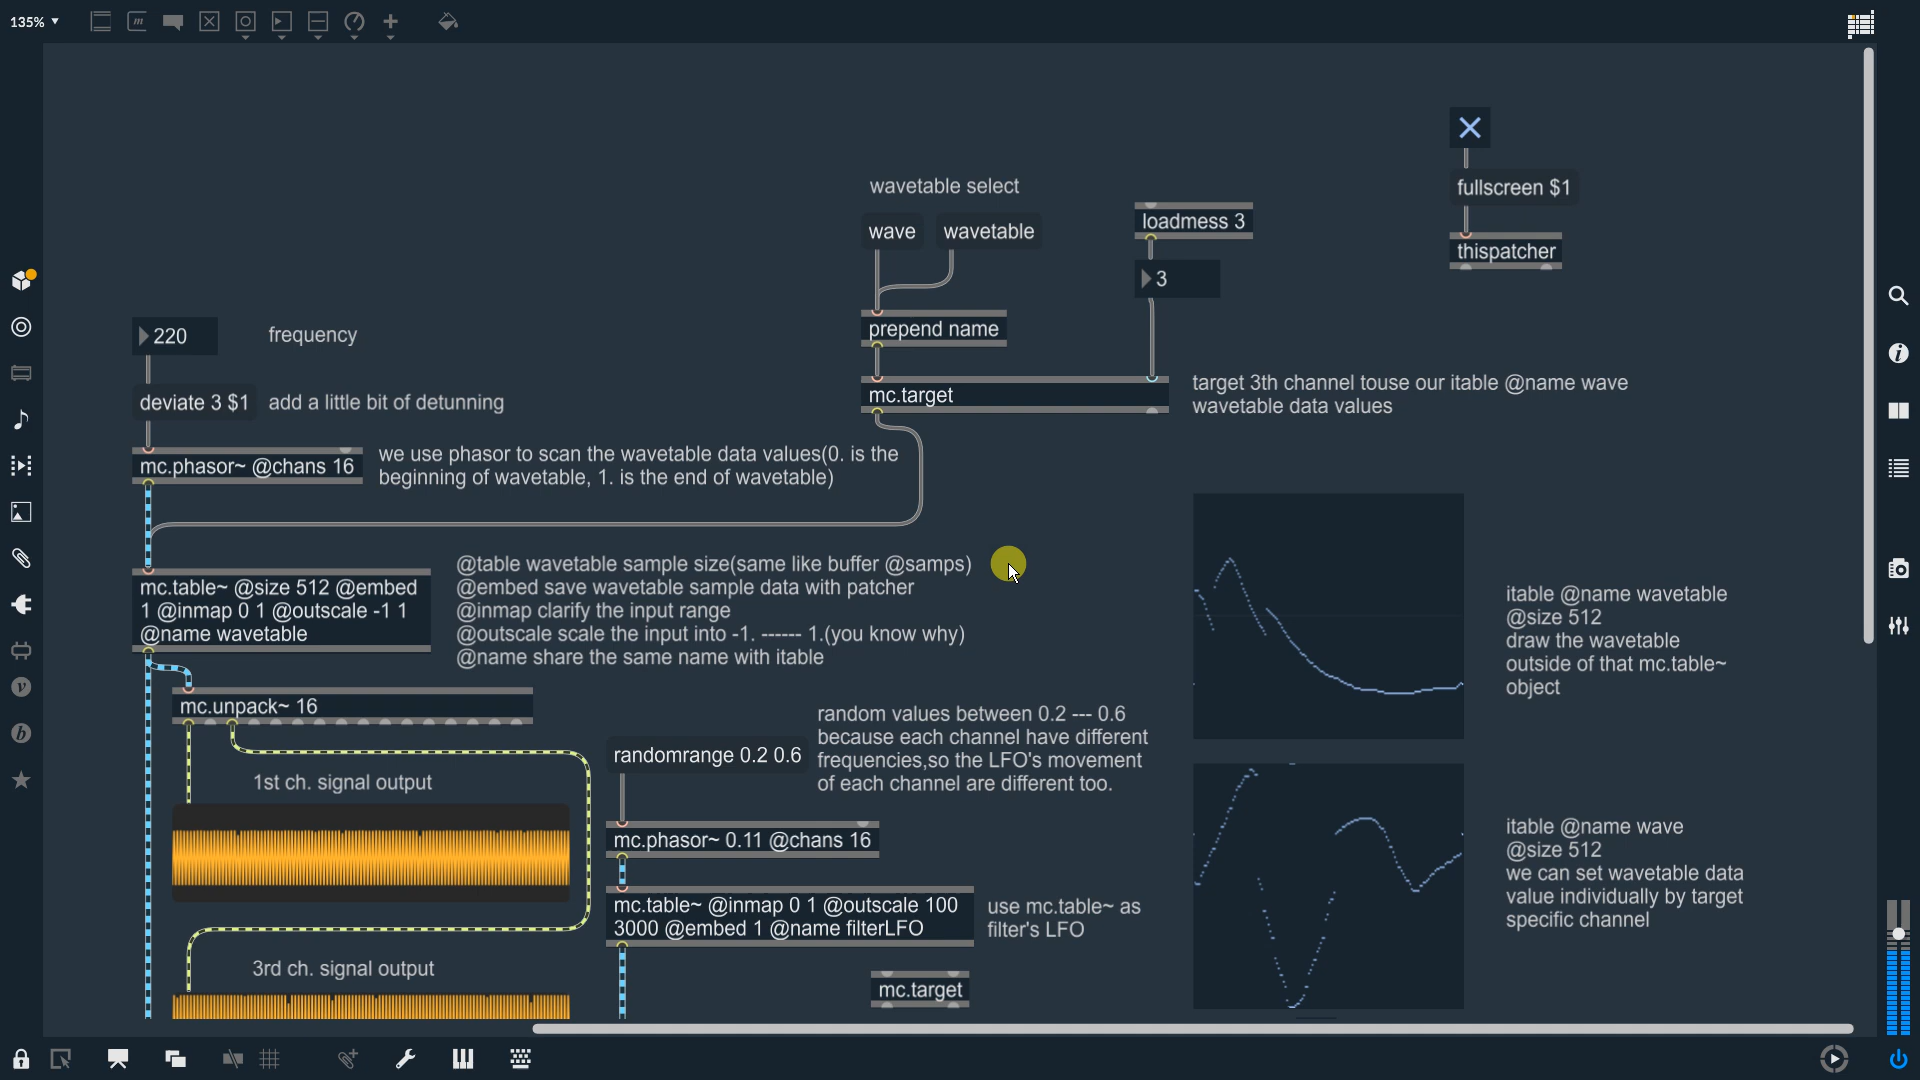 135%
wavetable select
wave
wavetable
loadmess 3
3
fullscreen $1
thispatcher
prepend name
mc.target
target 3th channel touse our itable @name wave
wavetable data values
220
frequency
deviate 3 $1
add a little bit of detunning
mc.phasor~ @chans 16
we use phasor to scan the wavetable data values(0. is the
beginning of wavetable, 1. is the end of wavetable)
mc.table~ @size 512 @embed
1 @inmap 0 1 @outscale -1 1
@name wavetable
@table wavetable sample size(same like buffer @samps)
@embed save wavetable sample data with patcher
@inmap clarify the input range
@outscale scale the input into -1. ------ 1.(you know why)
@name share the same name with itable
mc.unpack~ 16
1st ch. signal output
3rd ch. signal output
randomrange 0.2 0.6
random values between 0.2 --- 0.6
because each channel have different
frequencies,so the LFO's movement
of each channel are different too.
mc.phasor~ 0.11 @chans 16
mc.table~ @inmap 0 1 @outscale 100
3000 @embed 1 @name filterLFO
use mc.table~ as
filter's LFO
mc.target
itable @name wavetable
@size 512
draw the wavetable
outside of that mc.table~
object
itable @name wave
@size 512
we can set wavetable data
value individually by target
specific channel